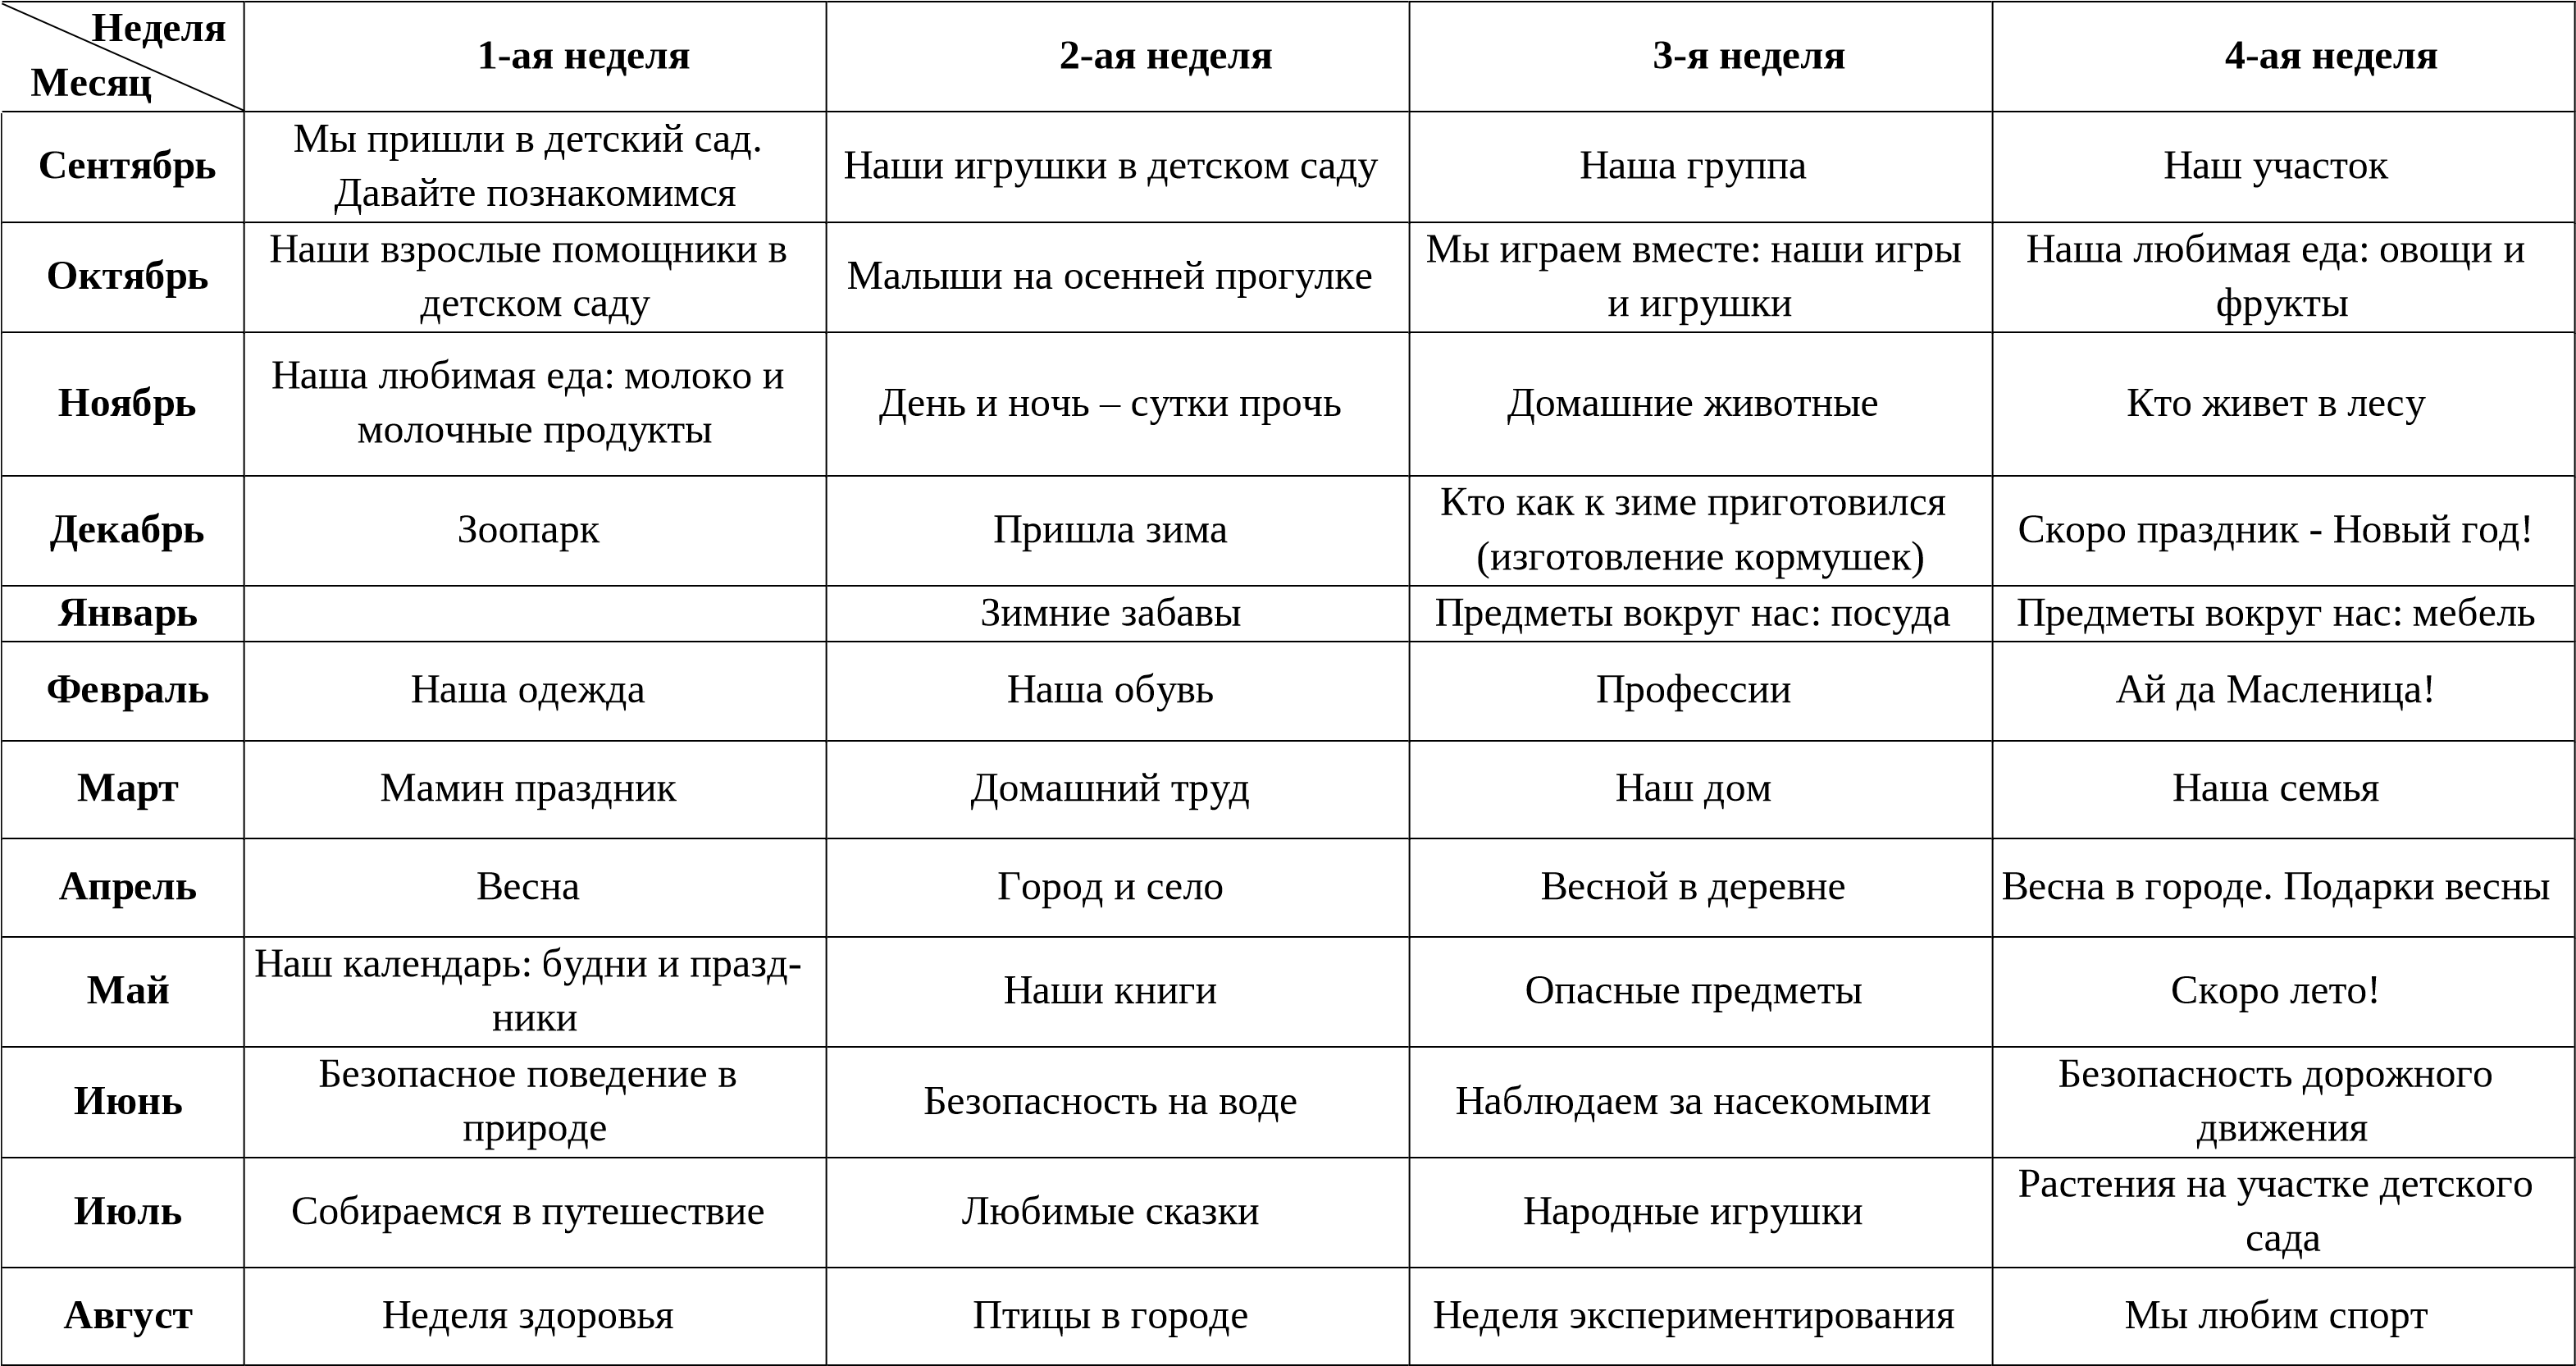 Неделя
Месяц
1-ая неделя
2-ая неделя
3-я неделя
4-ая неделя
Сентябрь
Мы пришли в детский сад.
Давайте познакомимся
Наши игрушки в детском саду
Наша группа
Наш участок
Октябрь
Наши взрослые помощники в
детском саду
Малыши на осенней прогулке
Мы играем вместе: наши игры
и игрушки
Наша любимая еда: овощи и
фрукты
Ноябрь
Наша любимая еда: молоко и
молочные продукты
День и ночь – сутки прочь
Домашние животные
Кто живет в лесу
Декабрь
Зоопарк
Пришла зима
Кто как к зиме приготовился
(изготовление кормушек)
Скоро праздник - Новый год!
Январь
Зимние забавы
Предметы вокруг нас: посуда
Предметы вокруг нас: мебель
Февраль
Наша одежда
Наша обувь
Профессии
Ай да Масленица!
Март
Мамин праздник
Домашний труд
Наш дом
Наша семья
Апрель
Весна
Город и село
Весной в деревне
Весна в городе. Подарки весны
Май
Наш календарь: будни и празд-
ники
Наши книги
Опасные предметы
Скоро лето!
Июнь
Безопасное поведение в
природе
Безопасность на воде
Наблюдаем за насекомыми
Безопасность дорожного
движения
Июль
Собираемся в путешествие
Любимые сказки
Народные игрушки
Растения на участке детского
сада
Август
Неделя здоровья
Птицы в городе
Неделя экспериментирования
Мы любим спорт